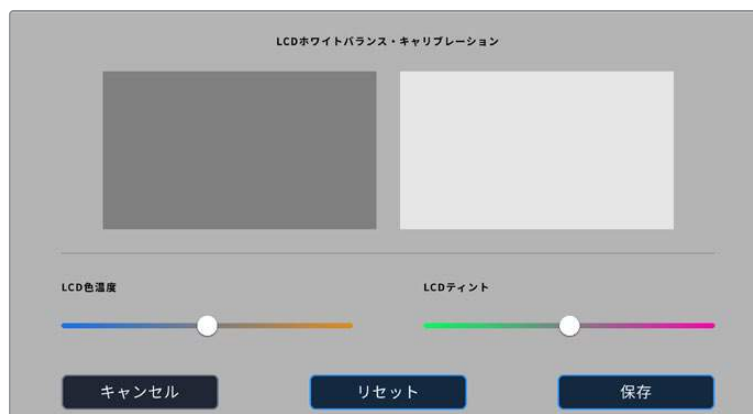 LCDホワイトバランス・キャリブレーション
LCD色温度
LCDティント
キャンセル
リセット
保存